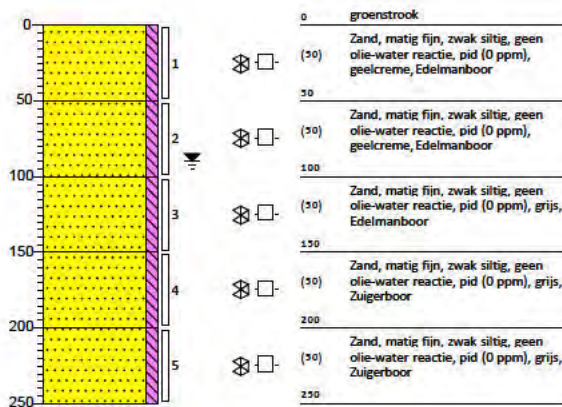 0
50
100
150
200
250
1
2
3
4
5
0 groenstrook
(50) Zand, matig fijn, zwak siltig, geen
olie-water reactie, pid (0 ppm),
geelcreme, Edelmanboor
50
(50) Zand, matig fijn, zwak siltig, geen
olie-water reactie, pid (0 ppm),
geelcreme, Edelmanboor
100
(50) Zand, matig fijn, zwak siltig, geen
olie-water reactie, pid (0 ppm), grijs,
Edelmanboor
150
(50) Zand, matig fijn, zwak siltig, geen
olie-water reactie, pid (0 ppm), grijs,
Zuigerboor
200
(50) Zand, matig fijn, zwak siltig, geen
olie-water reactie, pid (0 ppm), grijs,
Zuigerboor
250